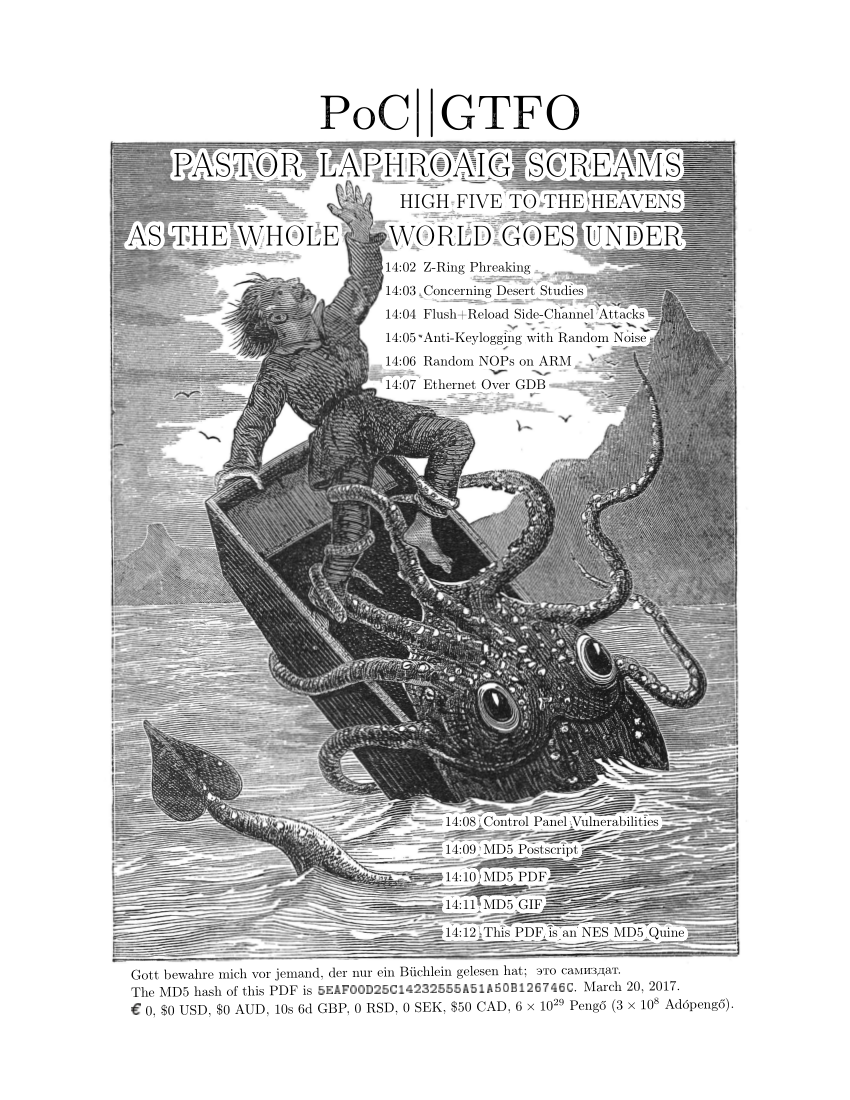 PoC||GTFO
PASTOR LAPHROAIG SCREAMS
HIGH FIVE TO THE HEAVENS
AS THE WHOLE WORLD GOES UNDER
14:02 Z-Ring Phreaking
14:03 Concerning Desert Studies
14:04 Flush+Reload Side-Channel Attacks
14:05 Anti-Keylogging with Random Noise
14:06 Random NOPs on ARM
14:07 Ethernet Over GDB
14:08 Control Panel Vulnerabilities
14:09 MD5 Postscript
14:10 MD5 PDF
14:11 MD5 GIF
14:12 This PDF is an NES MD5 Quine
Gott bewahre mich vor jemand, der nur ein Büchlein gelesen hat; это самиздат.
The MD5 hash of this PDF is 5EAF00D25C14232555A51A50B126746C. March 20, 2017.
€ 0, $0 USD, $0 AUD, 10s 6d GBP, 0 RSD, 0 SEK, $50 CAD, 6 × 10²⁹ Pengő (3 × 10⁸ Adópengő).